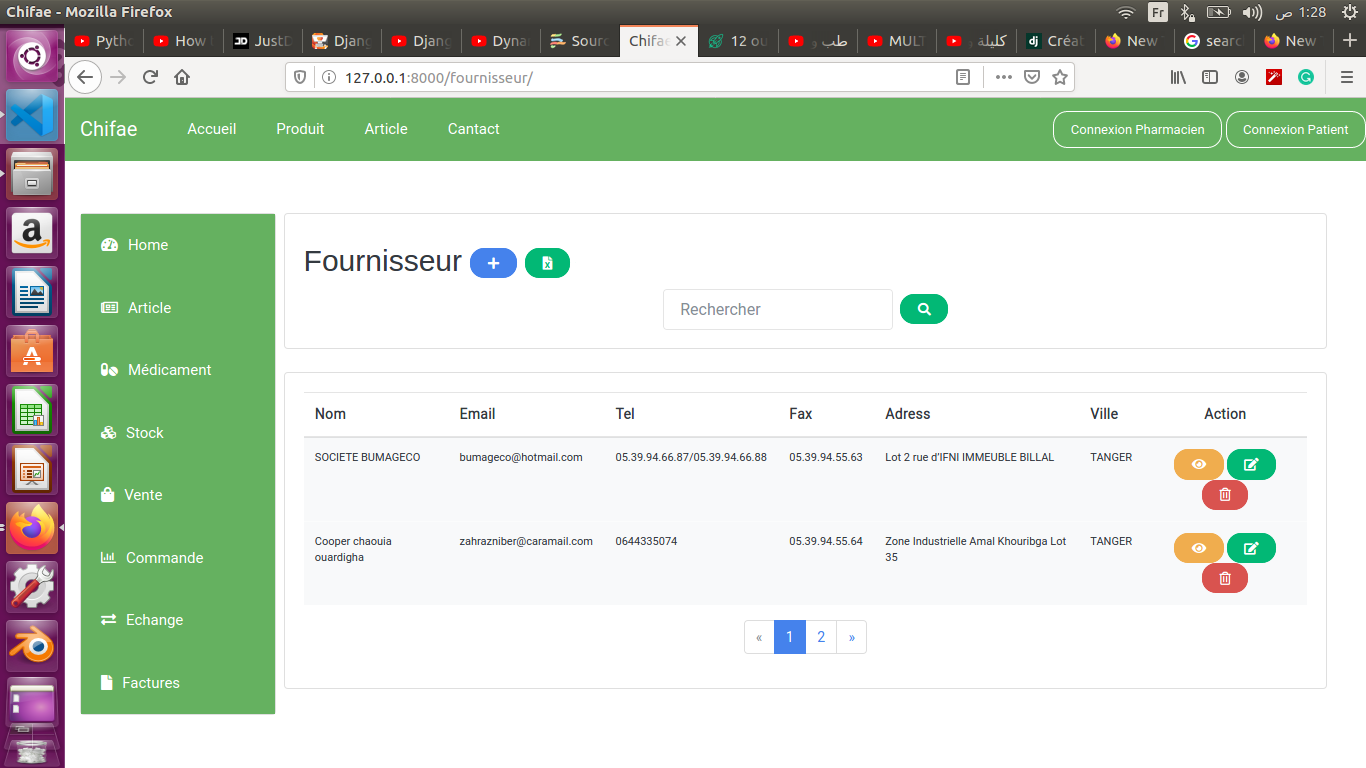 Chifae - Mozilla Firefox
Fr
1:28 ص
Pytho
How
JustD
Djang
Djang
Dynar
Sourc
Chifae
12 ou
طب و
MULT
كلية و
Créat
New
searc
New
127.0.0.1:8000/fournisseur/
Chifae Accueil Produit Article Cantact Connexion Pharmacien Connexion Patient
Home
Article
Médicament
Stock
Vente
Commande
Echange
Factures
Fournisseur
Rechercher
Nom Email Tel Fax Adress Ville Action
SOCIETE BUMAGECO bumageco@hotmail.com 05.39.94.66.87/05.39.94.66.88 05.39.94.55.63 Lot 2 rue d'IFNI IMMEUBLE BILLAL TANGER
Cooper chaouia zahrazniber@caramail.com 0644335074 05.39.94.55.64 Zone Industrielle Amal Khouribga Lot TANGER
ouardigha 35
« 1 2 »